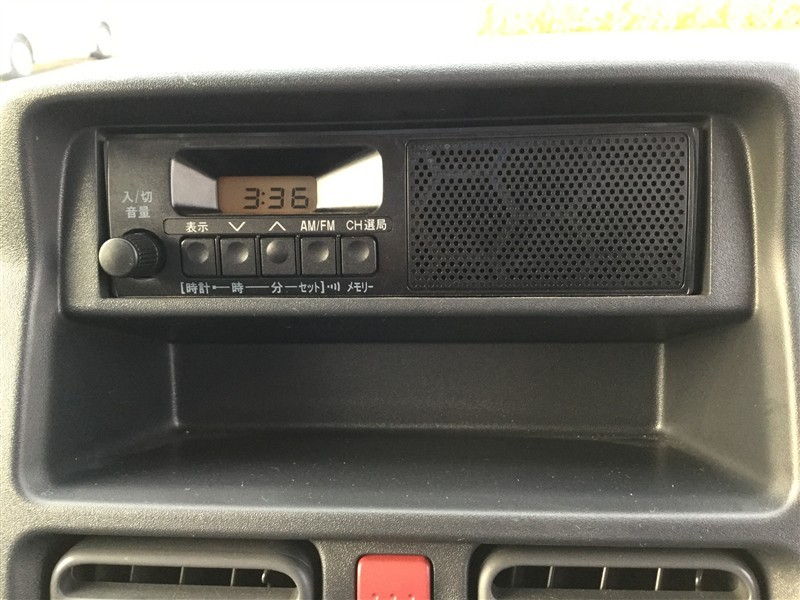 入/切
音量
3:36
表示 ∨ ∧ AM/FM CH選局
[時計•—時—分—セット]•))) メモリー